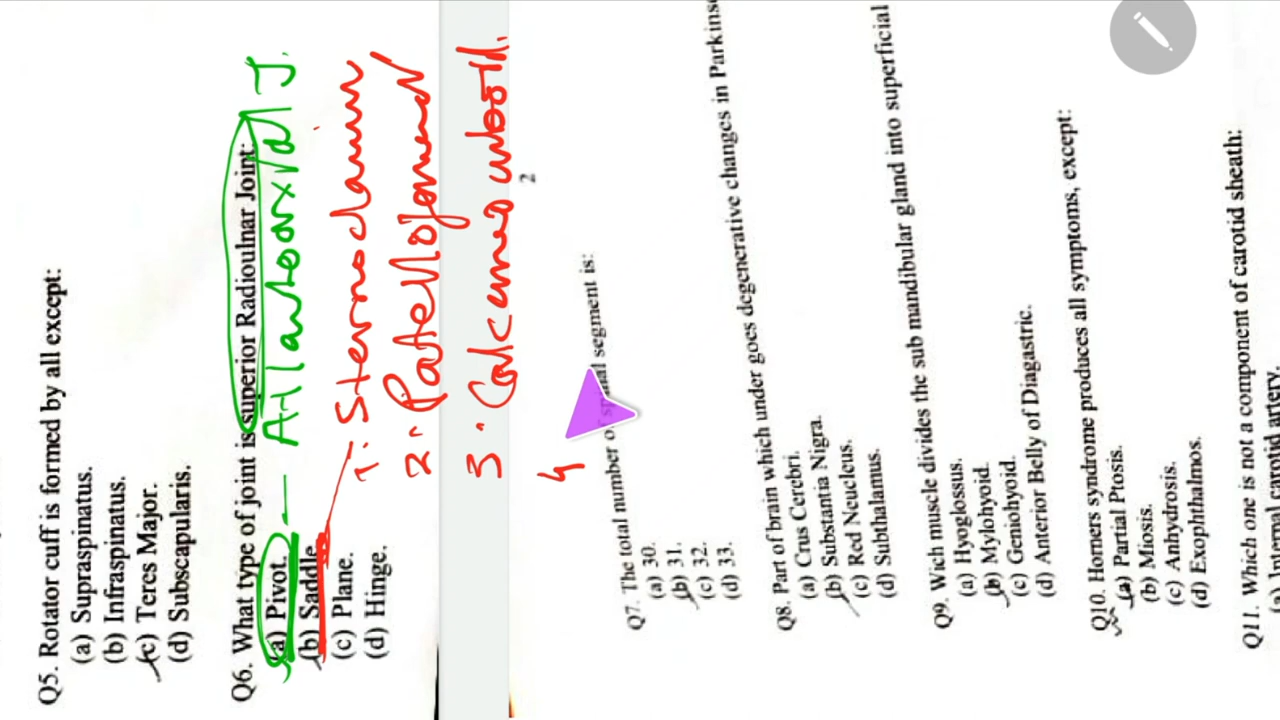 Q5. Rotator cuff is formed by all except:
(a) Supraspinatus.
(b) Infraspinatus.
(c) Teres Major.
(d) Subscapularis.
Q6. What type of joint is superior Radioulnar Joint:
(a) Pivot. — Atlantoaxial J.
(b) Saddle
1. Sternoclavi
(c) Plane.
2. Patellofemoral
(d) Hinge.
3. Calcaneocuboid.
4
2
Q7. The total number of segment is:
(a) 30.
(b) 31.
(c) 32.
(d) 33.
Q8. Part of brain which under goes degenerative changes in Parkins
(a) Crus Cerebri.
(b) Substantia Nigra.
(c) Red Neucleus.
(d) Subthalamus.
Q9. Wich muscle divides the sub mandibular gland into superficial
(a) Hyoglossus.
(b) Mylohyoid.
(c) Geniohyoid.
(d) Anterior Belly of Diagastric.
Q10. Horners syndrome produces all symptoms, except:
(a) Partial Ptosis.
(b) Miosis.
(c) Anhydrosis.
(d) Exophthalmos.
Q11. Which one is not a component of carotid sheath:
(a) Internal carotid artery.